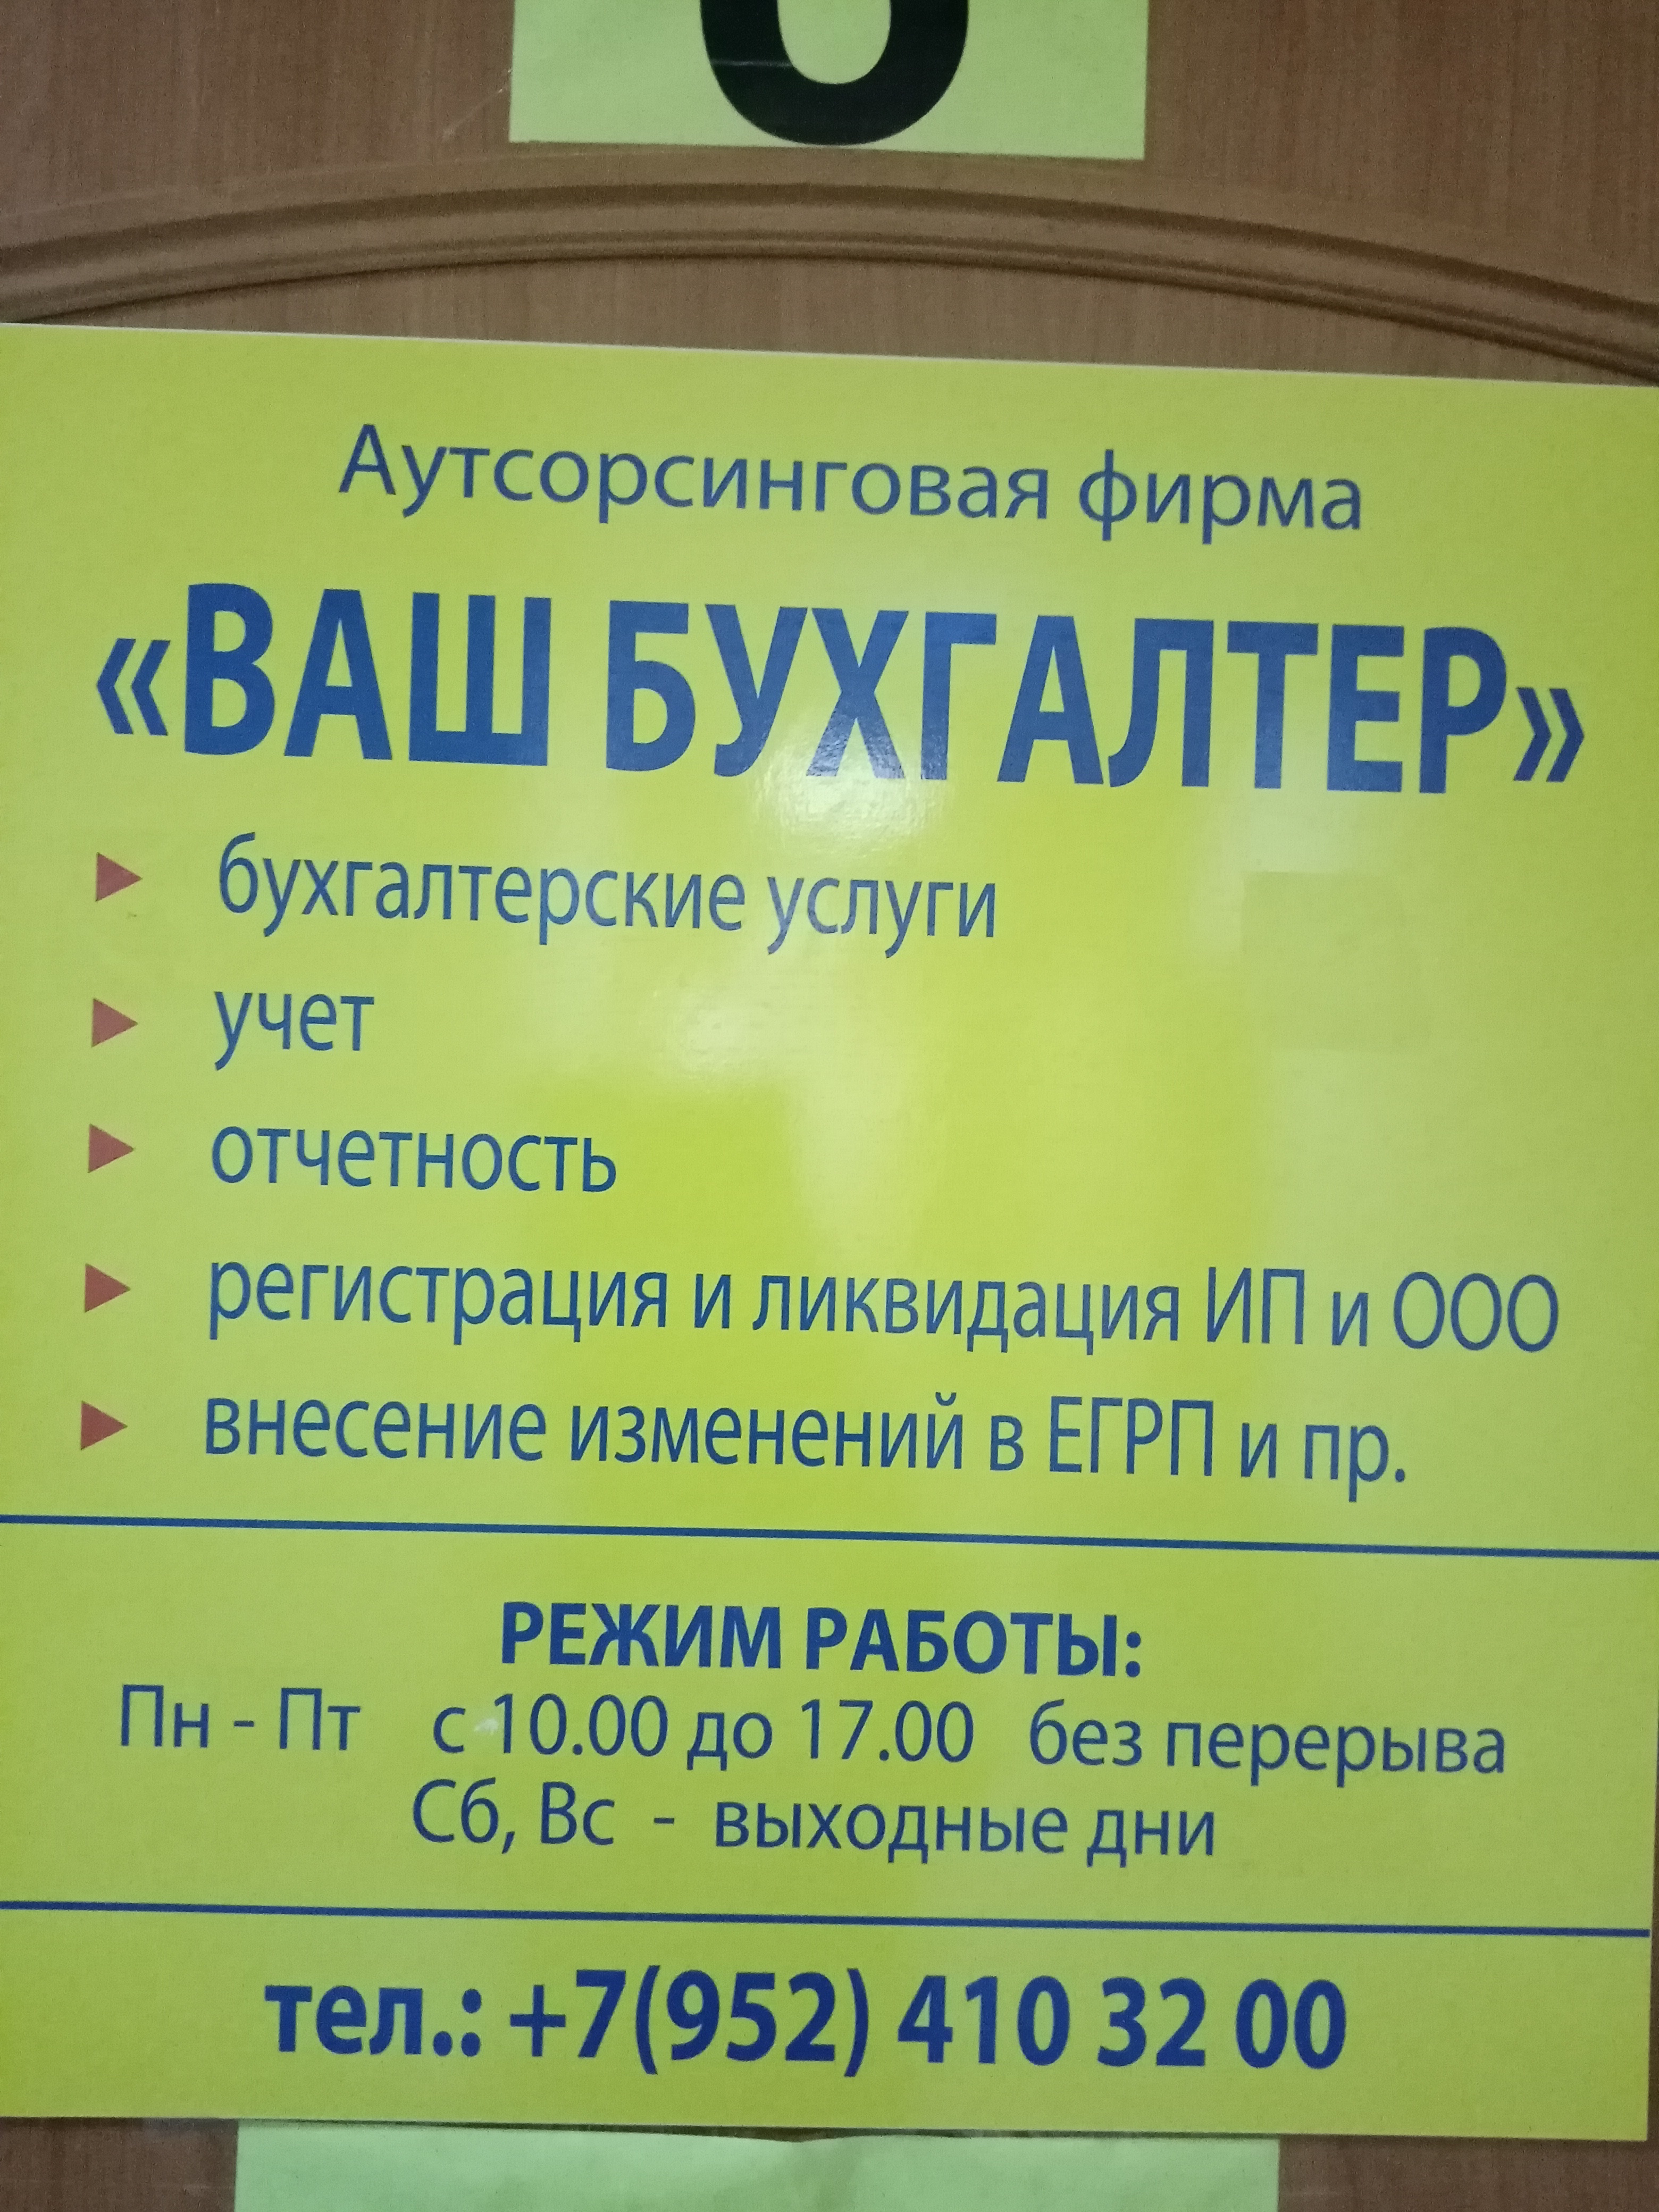 Аутсорсинговая фирма
«ВАШ БУХГАЛТЕР»
бухгалтерские услуги
учет
отчетность
регистрация и ликвидация ИП и ООО
внесение изменений в ЕГРП и пр.
РЕЖИМ РАБОТЫ:
Пн - Пт с 10.00 до 17.00 без перерыва
Сб, Вс - выходные дни
тел.: +7(952) 410 32 00